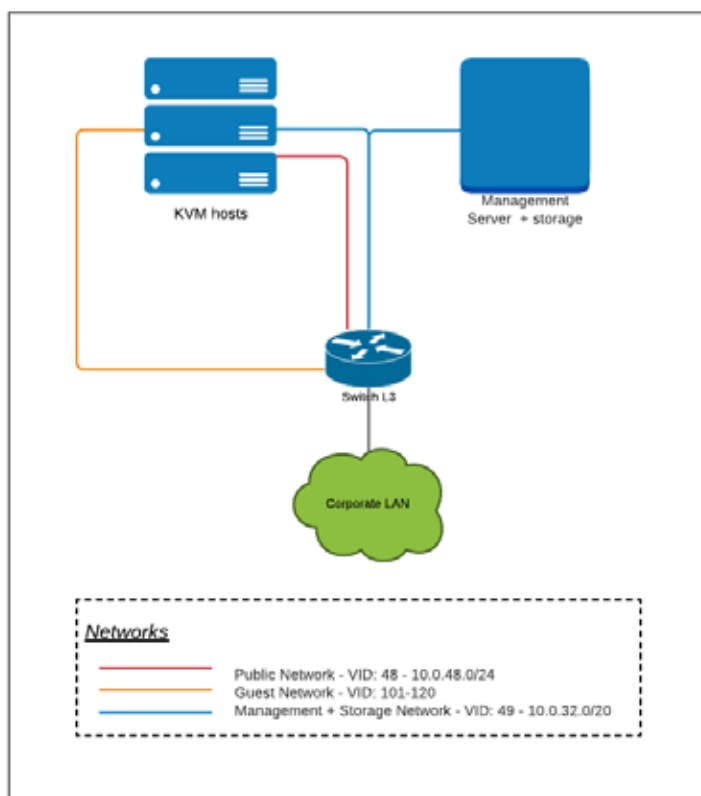 KVM hosts
Management
Server + storage
Switch L3
Corporate LAN
Networks
Public Network - VID: 48 - 10.0.48.0/24
Guest Network - VID: 101-120
Management + Storage Network - VID: 49 - 10.0.32.0/20